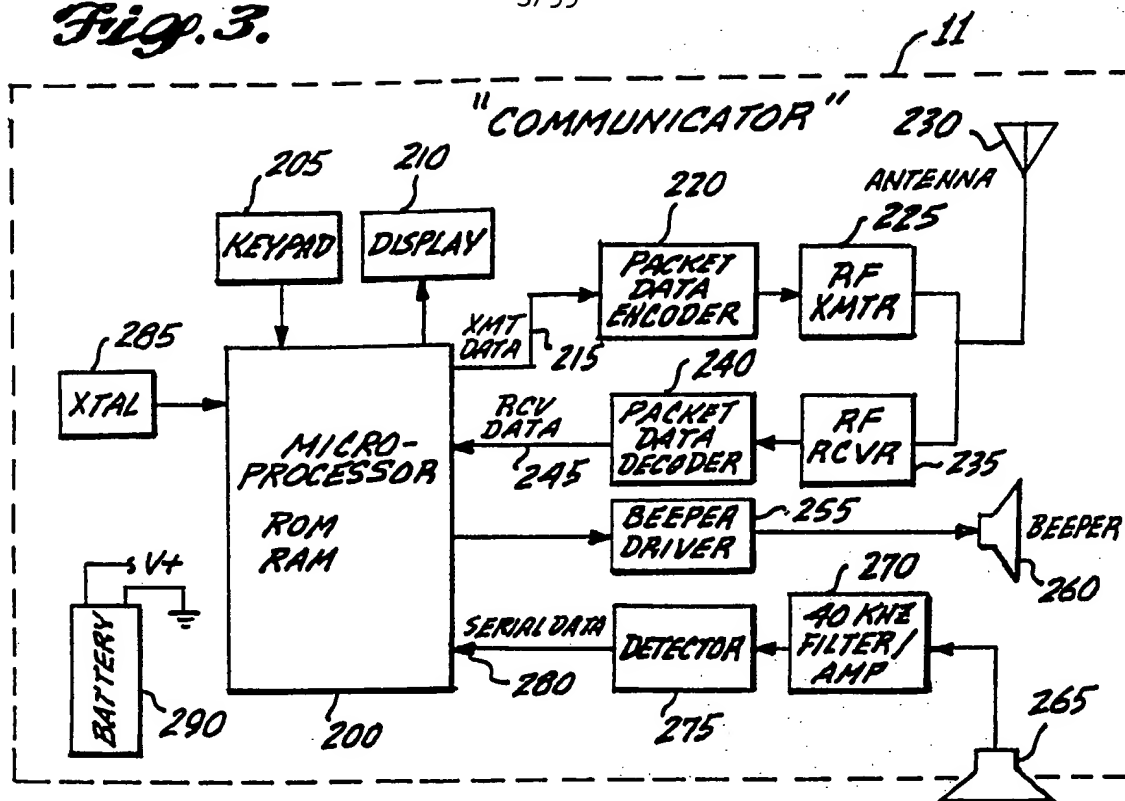 Fig. 3.
3/35
11
"COMMUNICATOR"
230
ANTENNA
205
210
220
225
KEYPAD
DISPLAY
PACKET
DATA
ENCODER
RF
XMTR
XMT
DATA
215
285
XTAL
240
RCV
DATA
245
PACKET
DATA
DECODER
RF
RCVR
235
MICRO-
PROCESSOR
ROM
RAM
BEEPER
DRIVER
255
BEEPER
260
V+
BATTERY
290
SERIAL DATA
280
DETECTOR
275
270
40 KHZ
FILTER/
AMP
200
265